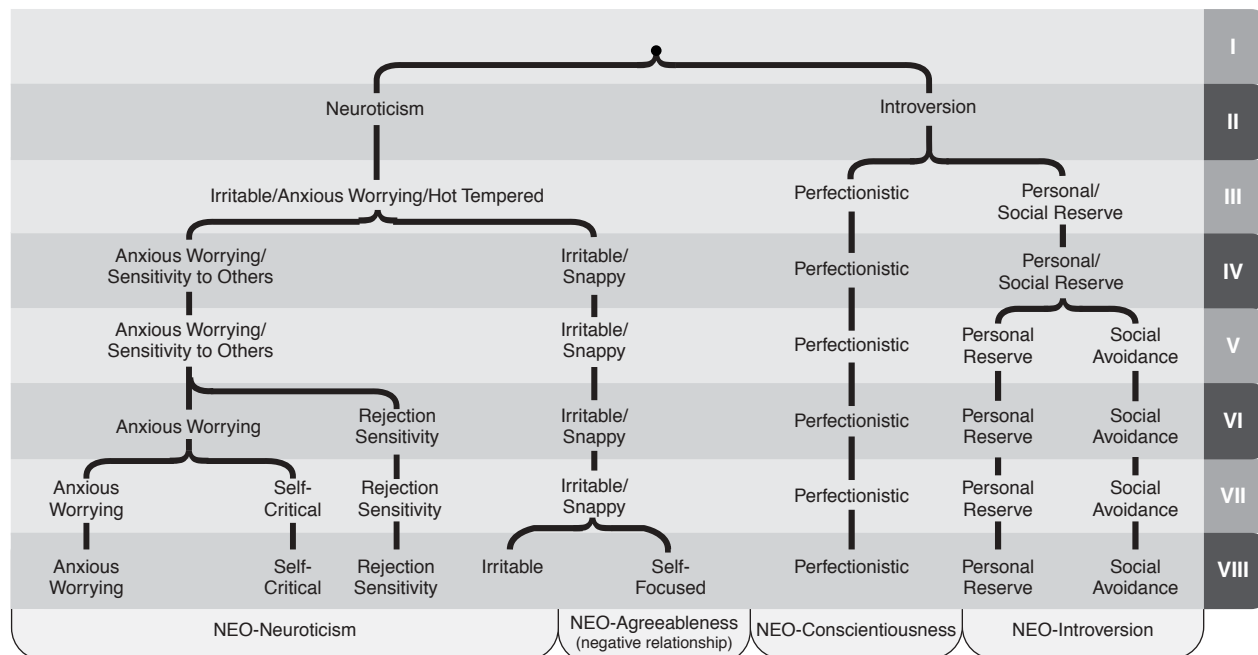 I
Neuroticism
Introversion
II
Irritable/Anxious Worrying/Hot Tempered
Perfectionistic
Personal/
Social Reserve
III
Anxious Worrying/
Sensitivity to Others
Irritable/
Snappy
Perfectionistic
Personal/
Social Reserve
IV
Anxious Worrying/
Sensitivity to Others
Irritable/
Snappy
Perfectionistic
Personal
Reserve
Social
Avoidance
V
Anxious Worrying
Rejection
Sensitivity
Irritable/
Snappy
Perfectionistic
Personal
Reserve
Social
Avoidance
VI
Anxious
Worrying
Self-
Critical
Rejection
Sensitivity
Irritable/
Snappy
Perfectionistic
Personal
Reserve
Social
Avoidance
VII
Anxious
Worrying
Self-
Critical
Rejection
Sensitivity
Irritable
Self-
Focused
Perfectionistic
Personal
Reserve
Social
Avoidance
VIII
NEO-Neuroticism
NEO-Agreeableness
(negative relationship)
NEO-Conscientiousness
NEO-Introversion